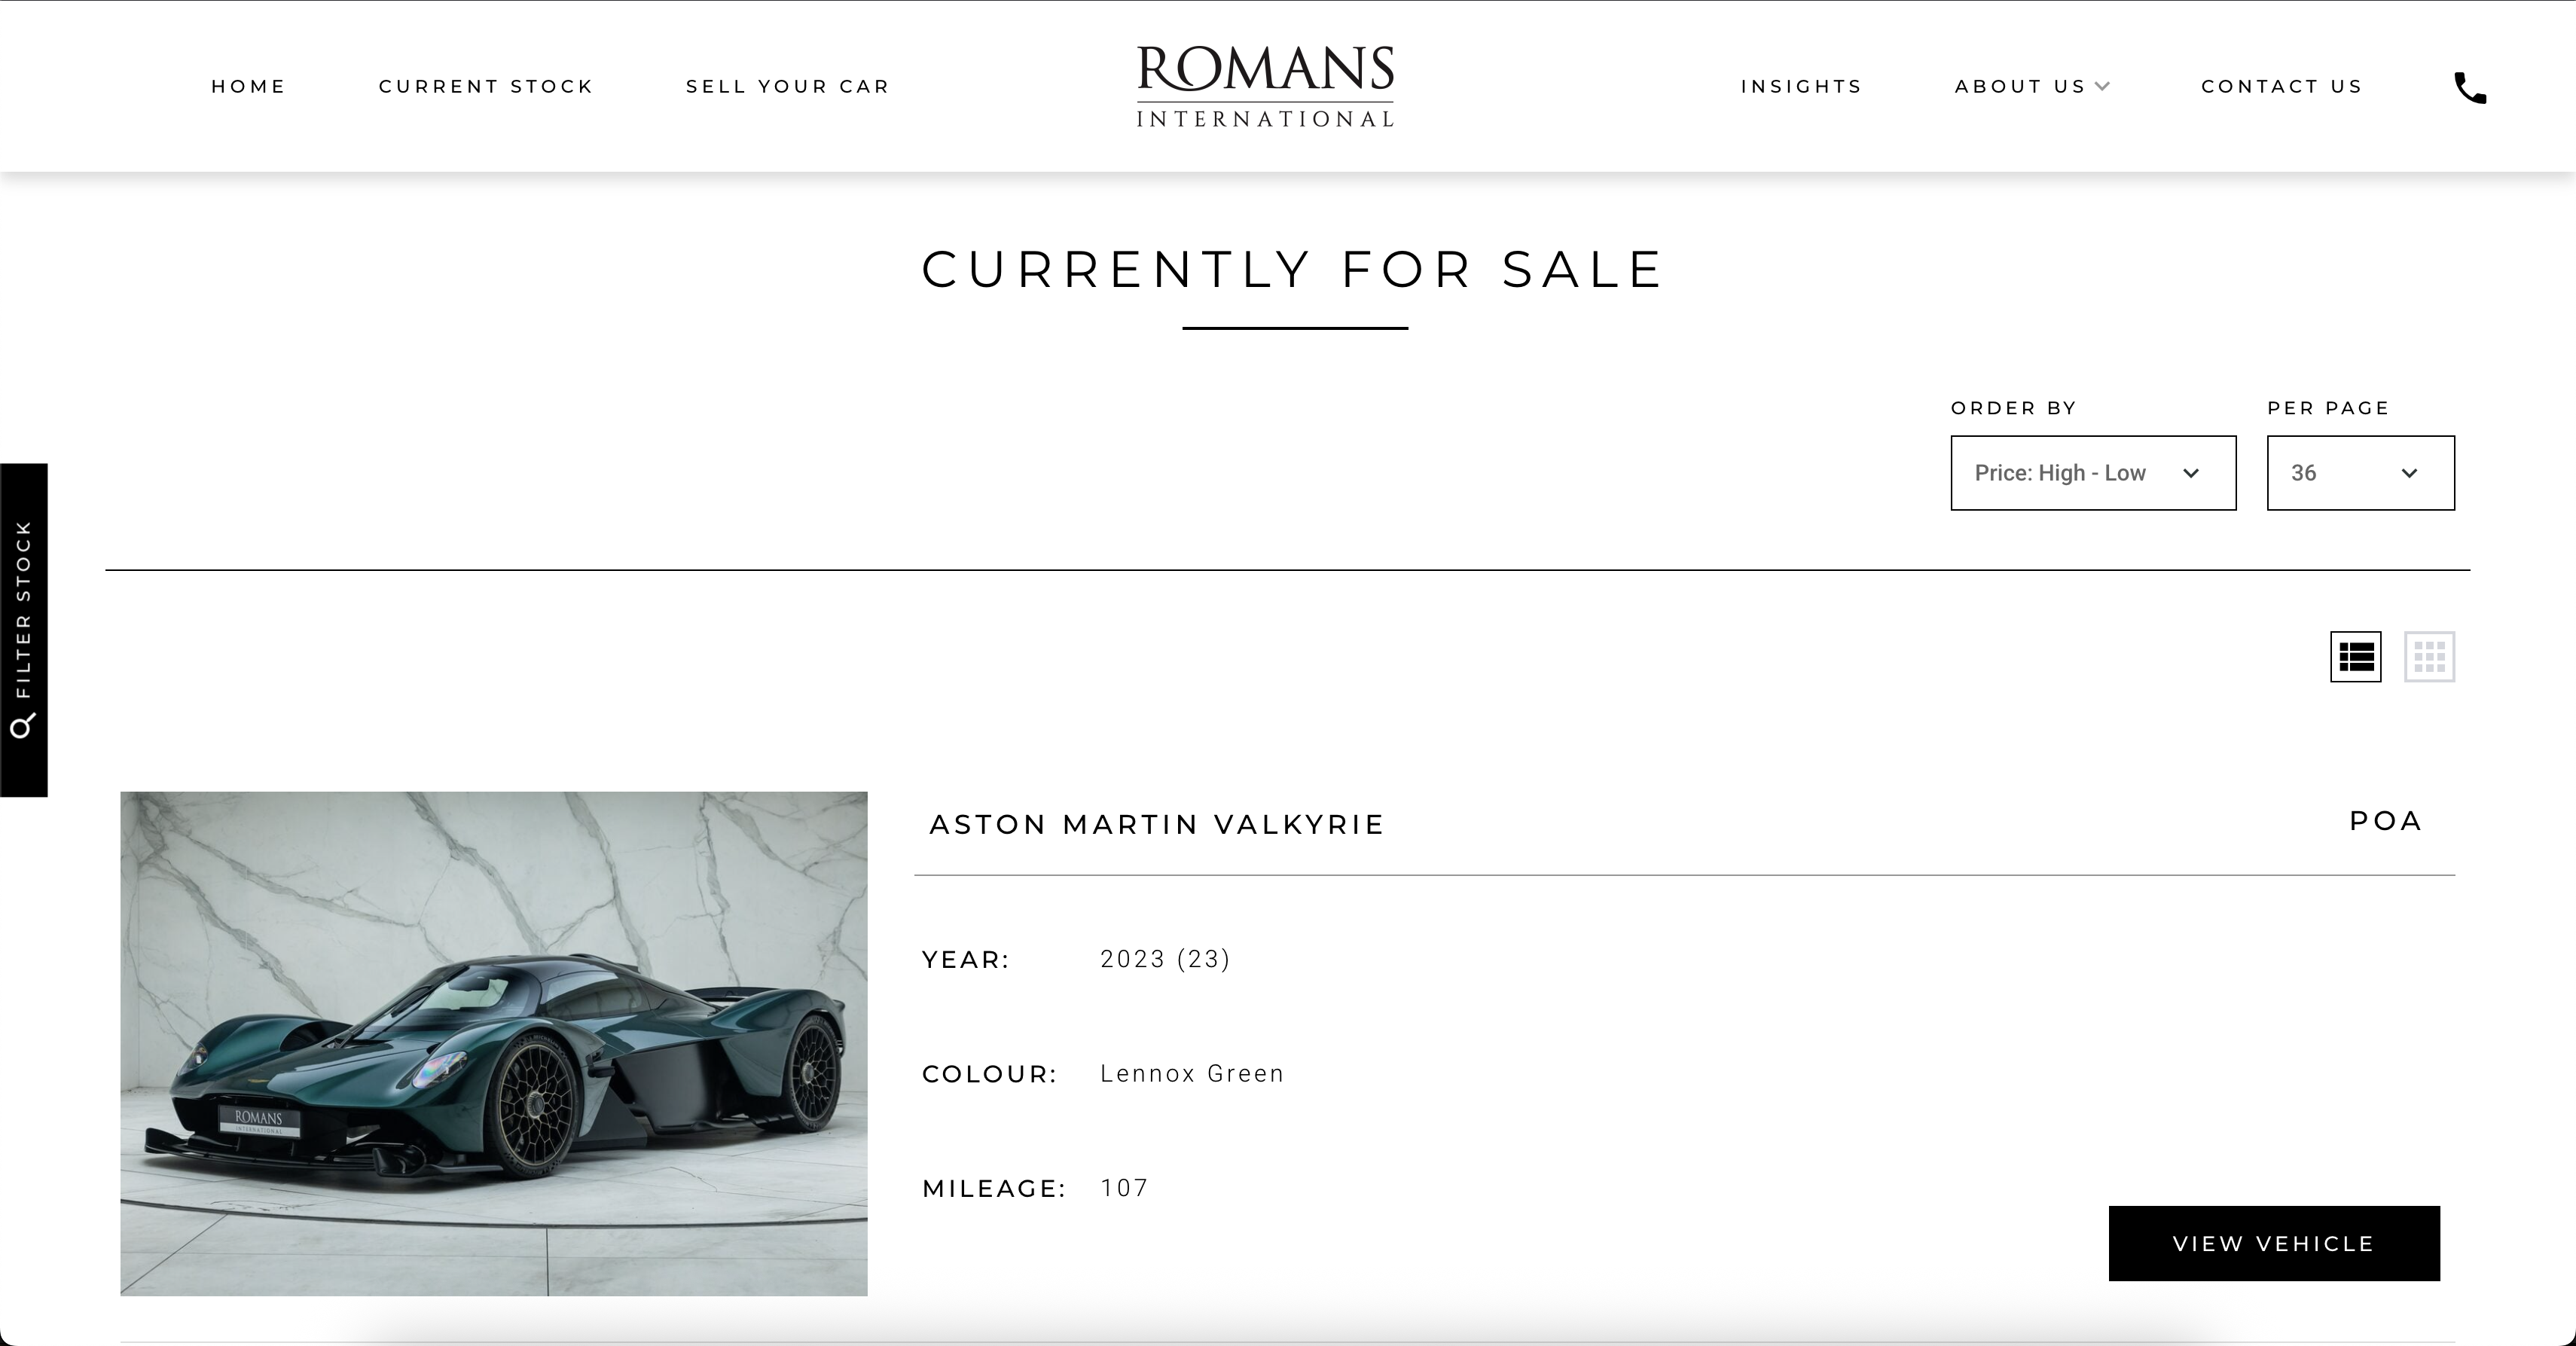 HOME
CURRENT STOCK
SELL YOUR CAR
ROMANS
INTERNATIONAL
INSIGHTS
ABOUT US
CONTACT US
CURRENTLY FOR SALE
ORDER BY
PER PAGE
Price: High - Low
36
FILTER STOCK
ASTON MARTIN VALKYRIE
POA
YEAR: 2023 (23)
COLOUR: Lennox Green
MILEAGE: 107
ROMANS
INTERNATIONAL
VIEW VEHICLE